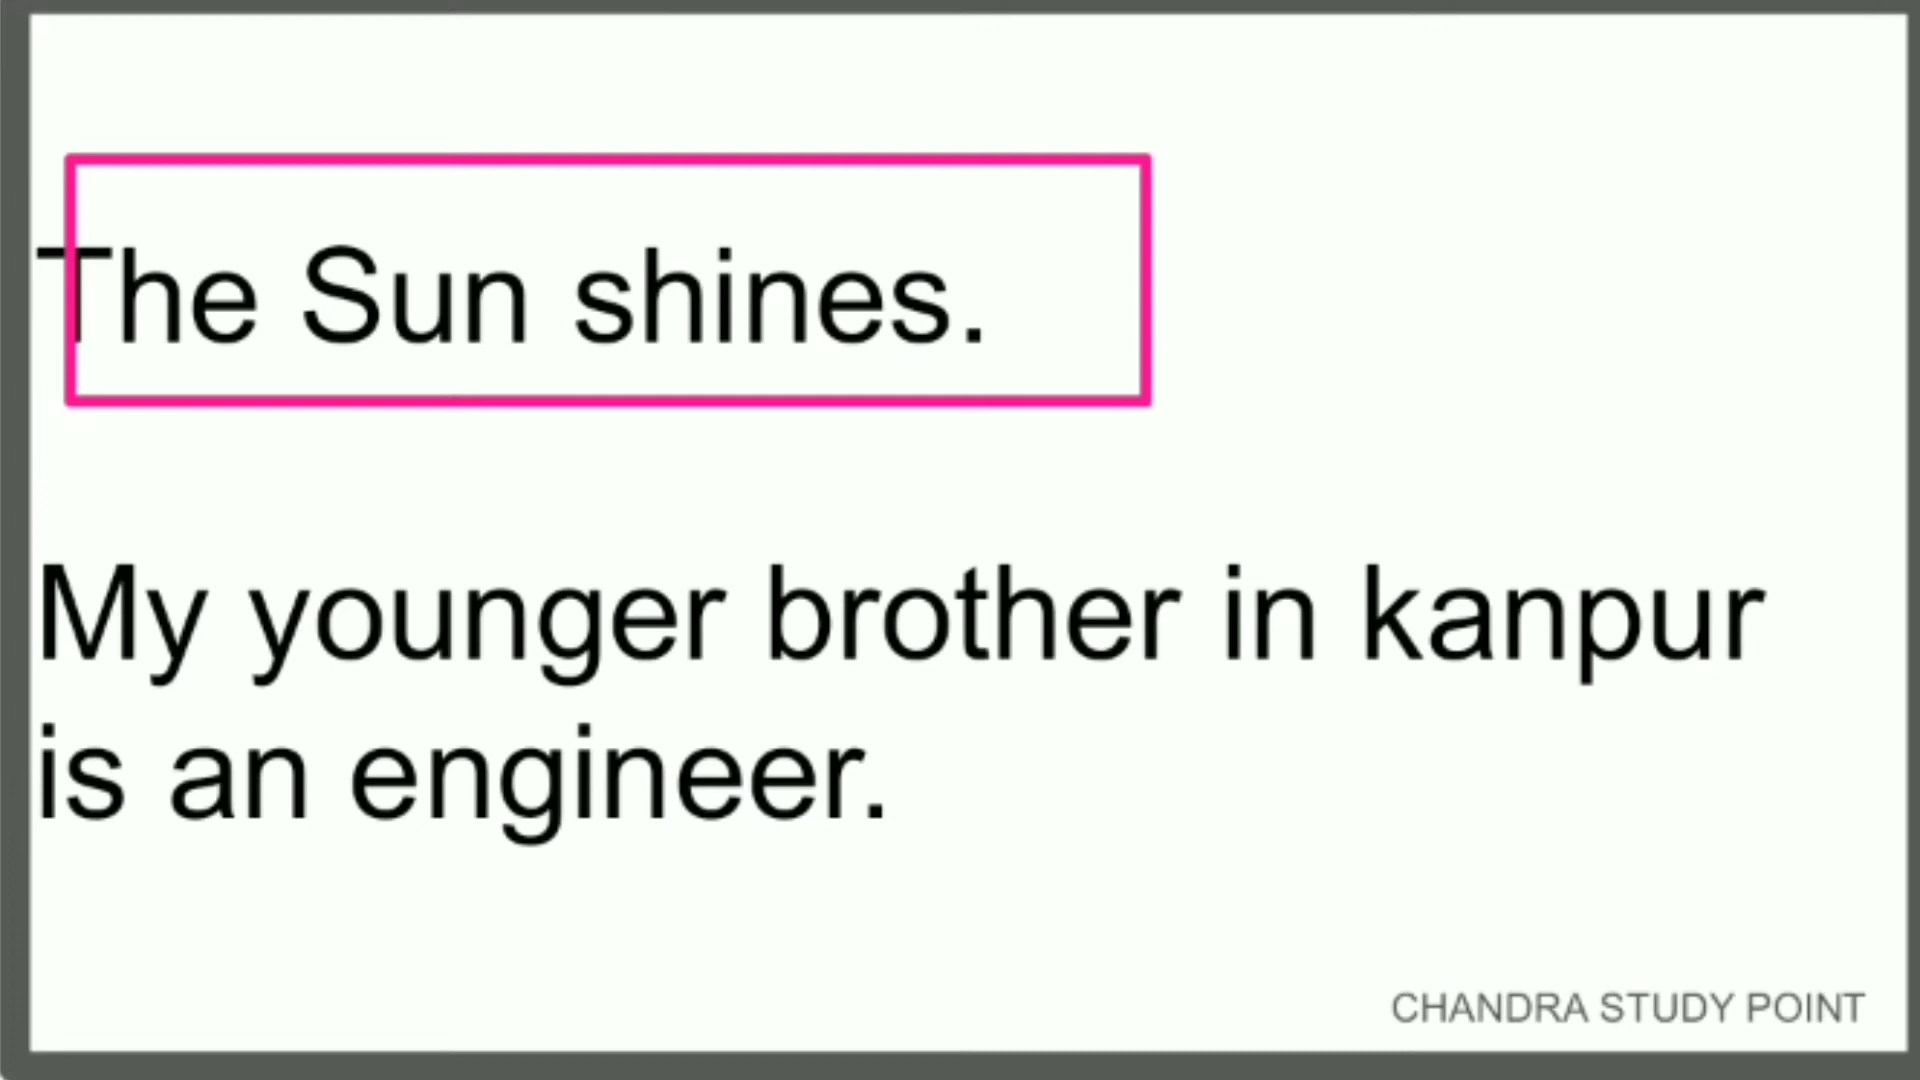 The Sun shines.
My younger brother in kanpur
is an engineer.
CHANDRA STUDY POINT